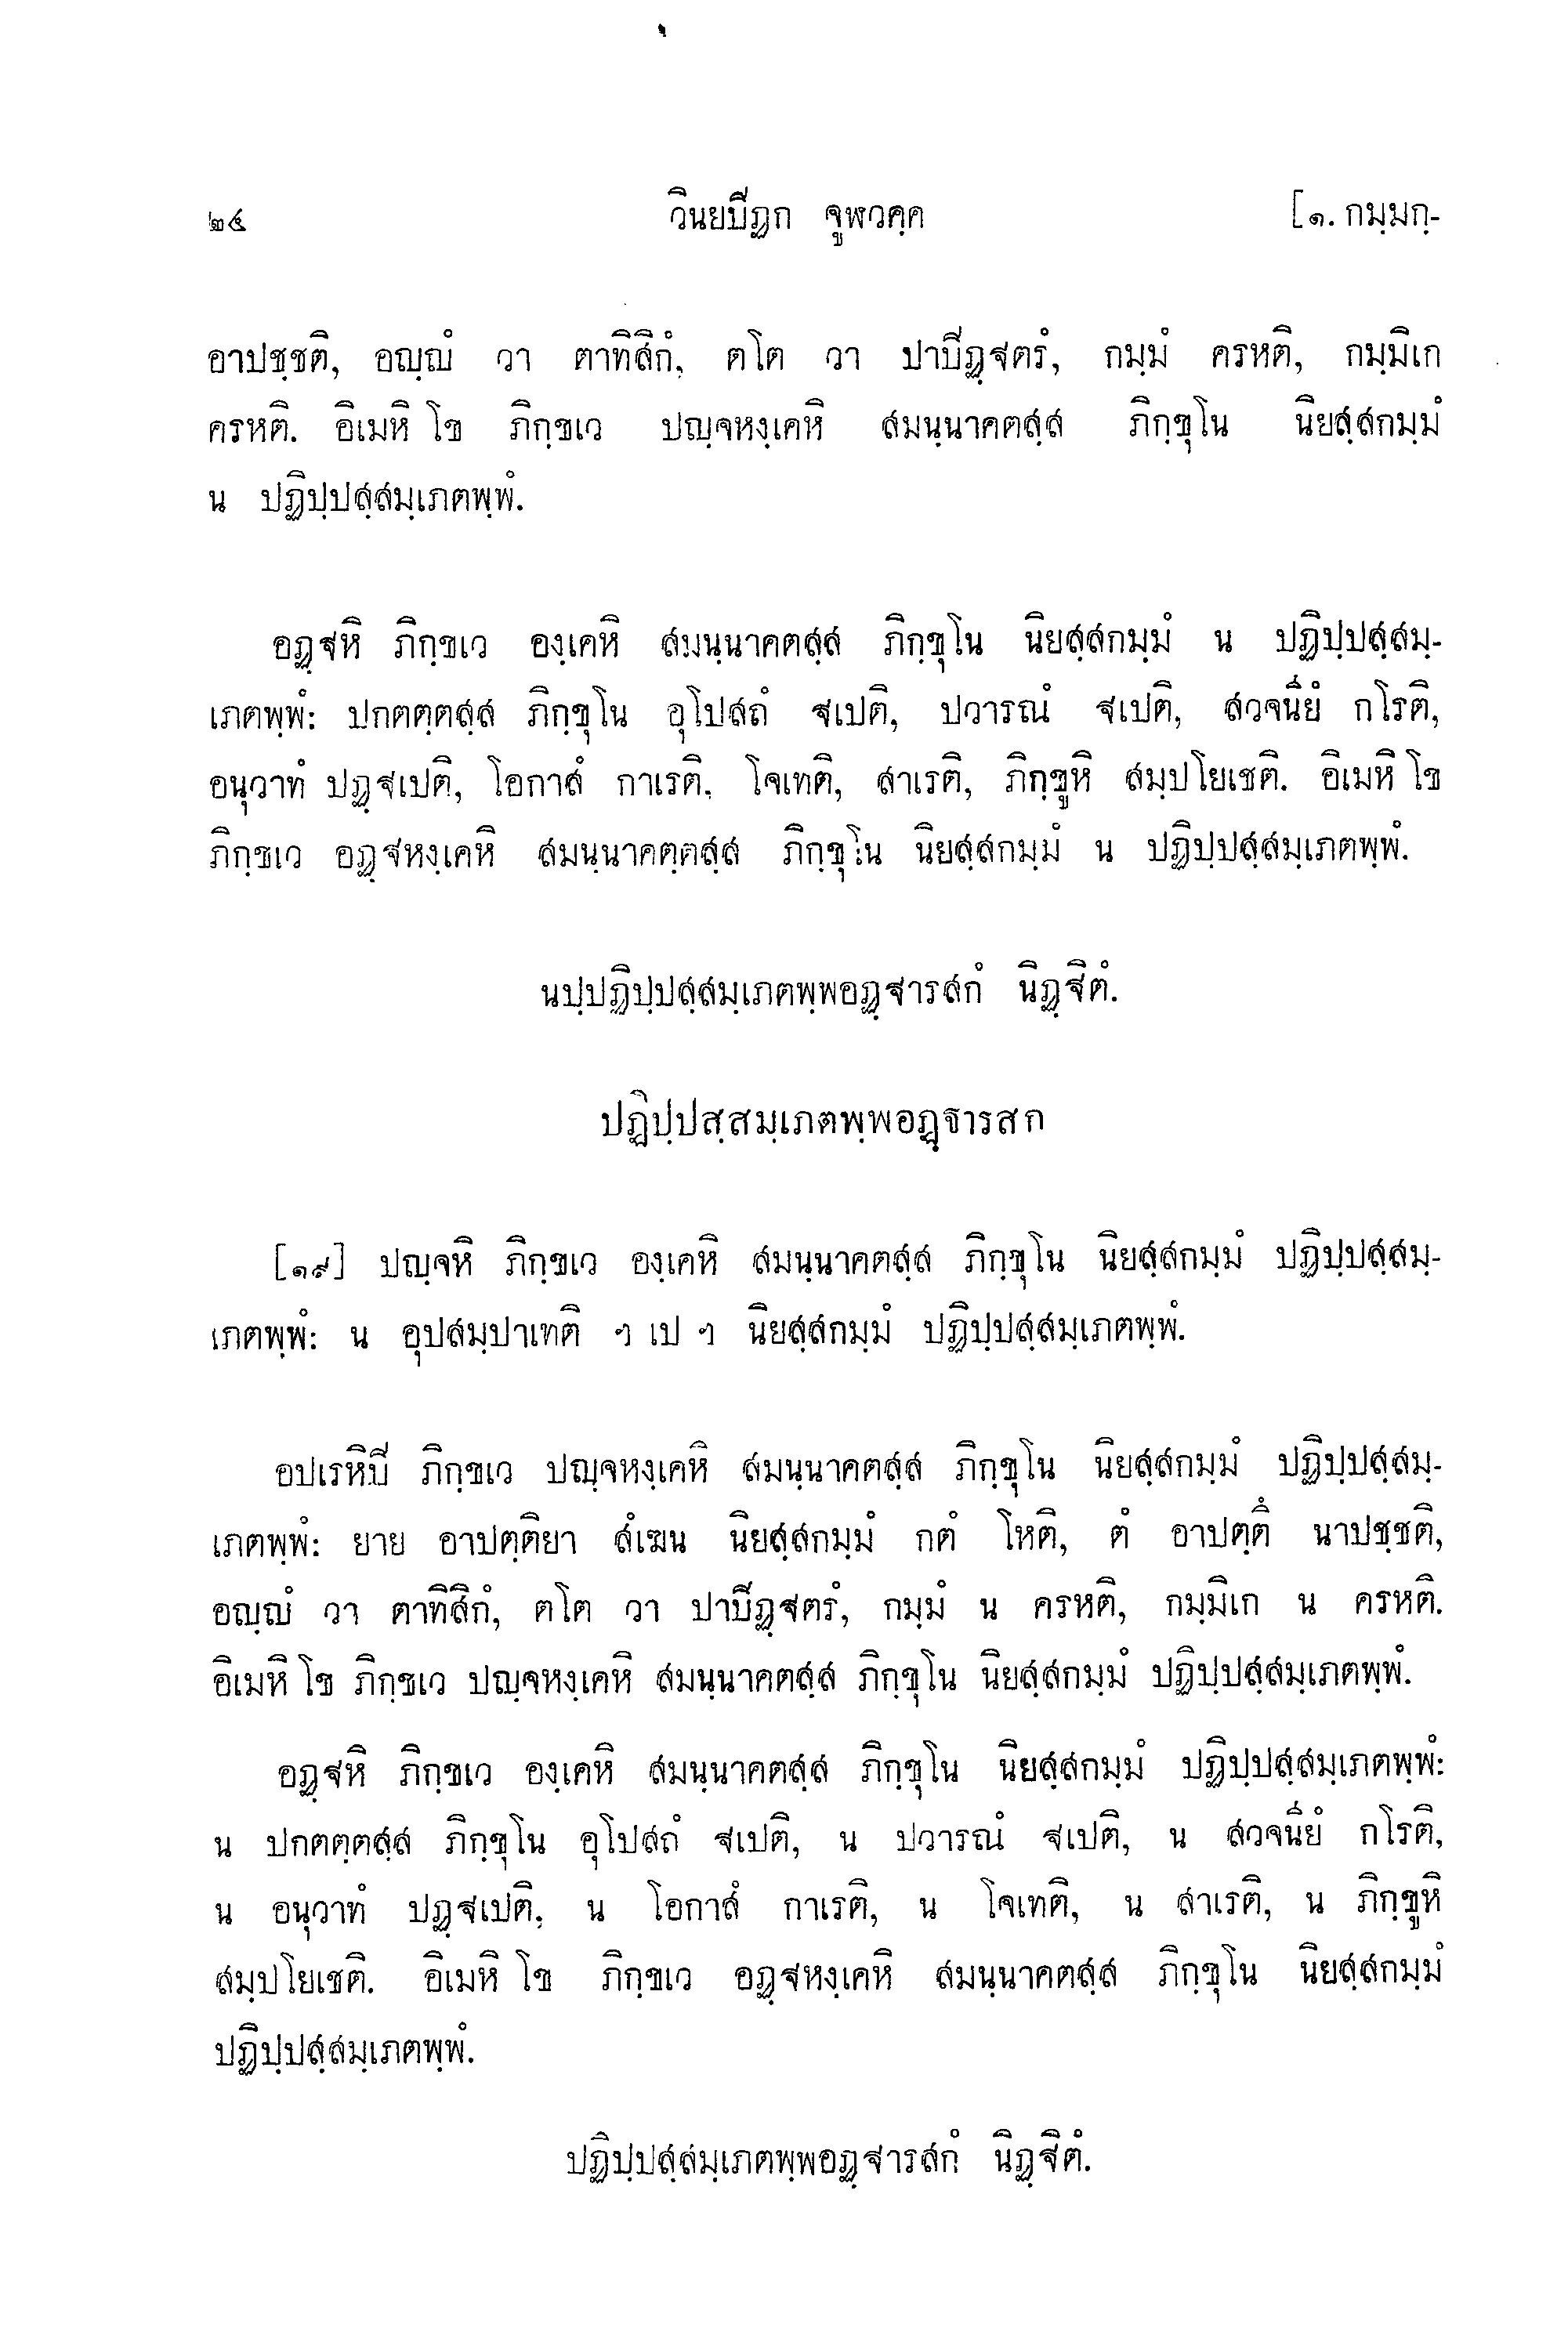 ๒๔ วินยปิฏก จูฬวคฺค [๑. กมฺมกฺ-
อาปชฺชติ, อญฺญํ วา ตาทิสิกํ, ตโต วา ปาปิฏฺฐตรํ, กมฺมํ ครหติ, กมฺมิเก
ครหติ. อิเมหิ โข ภิกฺขเว ปญฺจหงฺเคหิ สมนฺนาคตสฺส ภิกฺขุโน นิยสฺสกมฺมํ
น ปฏิปฺปสฺสมฺเภตพฺพํ.
อฏฺฐหิ ภิกฺขเว องฺเคหิ สมนฺนาคตสฺส ภิกฺขุโน นิยสฺสกมฺมํ น ปฏิปฺปสฺสมฺ-
เภตพฺพํ: ปกตตฺตสฺส ภิกฺขุโน อุโปสถํ ฐเปติ, ปวารณํ ฐเปติ, สวจนียํ กโรติ,
อนุวาทํ ปฏฺฐเปติ, โอกาสํ กาเรติ, โจเทติ, สาเรติ, ภิกฺขูหิ สมฺปโยเชติ. อิเมหิ โข
ภิกฺขเว อฏฺฐหงฺเคหิ สมนฺนาคตฺตสฺส ภิกฺขุโน นิยสฺสกมฺมํ น ปฏิปฺปสฺสมฺเภตพฺพํ.
นปฺปฏิปฺปสฺสมฺเภตพฺพอฏฺฐารสกํ นิฏฺฐิตํ.
ปฏิปฺปสฺสมฺเภตพฺพอฏฺฐารสก
[๑๙] ปญฺจหิ ภิกฺขเว องฺเคหิ สมนฺนาคตสฺส ภิกฺขุโน นิยสฺสกมฺมํ ปฏิปฺปสฺสมฺ-
เภตพฺพํ: น อุปสมฺปาเทติ ฯ เป ฯ นิยสฺสกมฺมํ ปฏิปฺปสฺสมฺเภตพฺพํ.
อปเรหิปิ ภิกฺขเว ปญฺจหงฺเคหิ สมนฺนาคตสฺส ภิกฺขุโน นิยสฺสกมฺมํ ปฏิปฺปสฺสมฺ-
เภตพฺพํ: ยาย อาปตฺติยา สํเฆน นิยสฺสกมฺมํ กตํ โหติ, ตํ อาปตฺตึ นาปชฺชติ,
อญฺญํ วา ตาทิสิกํ, ตโต วา ปาปิฏฺฐตรํ, กมฺมํ น ครหติ, กมฺมิเก น ครหติ.
อิเมหิ โข ภิกฺขเว ปญฺจหงฺเคหิ สมนฺนาคตสฺส ภิกฺขุโน นิยสฺสกมฺมํ ปฏิปฺปสฺสมฺเภตพฺพํ.
อฏฺฐหิ ภิกฺขเว องฺเคหิ สมนฺนาคตสฺส ภิกฺขุโน นิยสฺสกมฺมํ ปฏิปฺปสฺสมฺเภตพฺพํ:
น ปกตตฺตสฺส ภิกฺขุโน อุโปสถํ ฐเปติ, น ปวารณํ ฐเปติ, น สวจนียํ กโรติ,
น อนุวาทํ ปฏฺฐเปติ, น โอกาสํ กาเรติ, น โจเทติ, น สาเรติ, น ภิกฺขูหิ
สมฺปโยเชติ. อิเมหิ โข ภิกฺขเว อฏฺฐหงฺเคหิ สมนฺนาคตสฺส ภิกฺขุโน นิยสฺสกมฺมํ
ปฏิปฺปสฺสมฺเภตพฺพํ.
ปฏิปฺปสฺสมฺเภตพฺพอฏฺฐารสกํ นิฏฺฐิตํ.